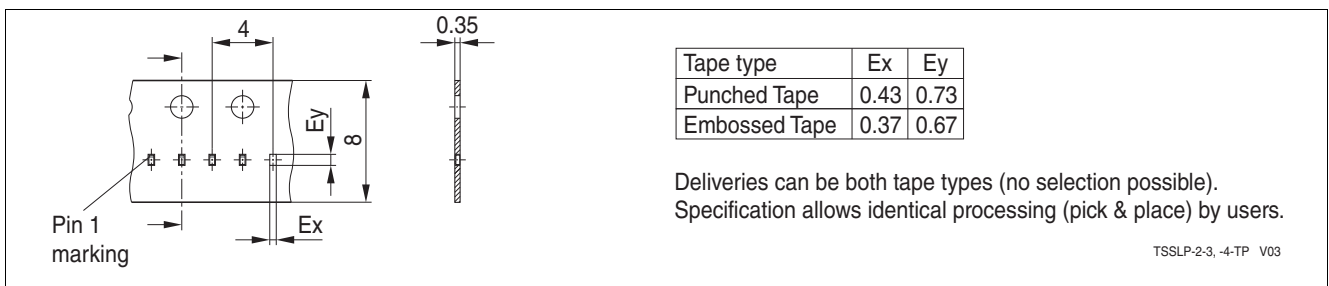 4
0.35
Ey
8
Pin 1
marking
Ex
Tape type Ex Ey
Punched Tape 0.43 0.73
Embossed Tape 0.37 0.67
Deliveries can be both tape types (no selection possible).
Specification allows identical processing (pick & place) by users.
TSSLP-2-3, -4-TP V03